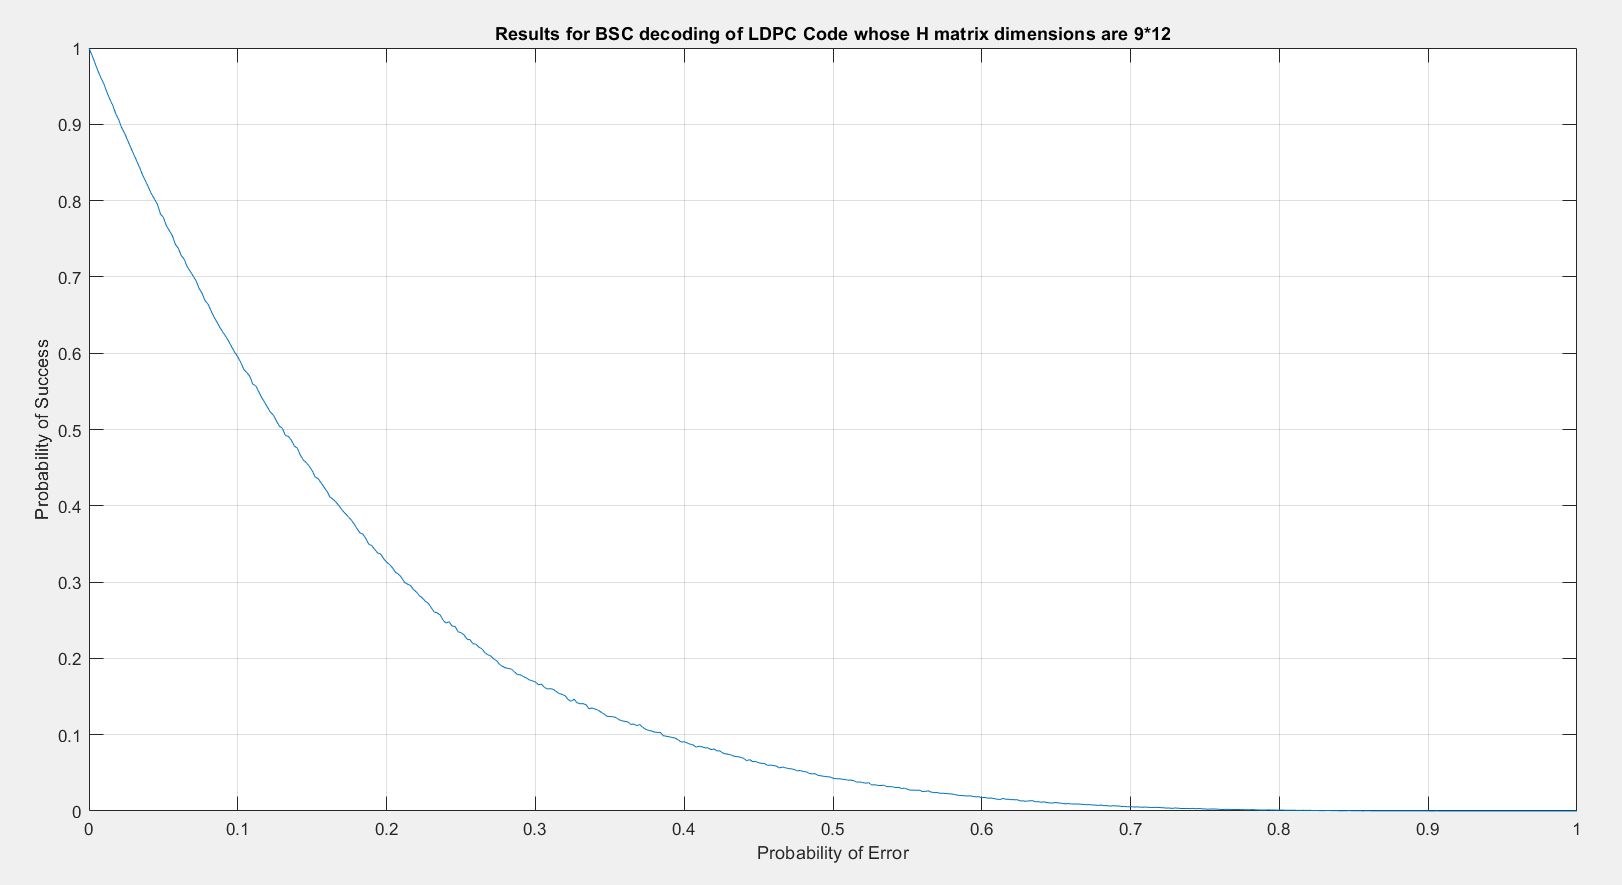 Results for BSC decoding of LDPC Code whose H matrix dimensions are 9*12
1
0.9
0.8
0.7
0.6
0.5
0.4
0.3
0.2
0.1
0
Probability of Success
0 0.1 0.2 0.3 0.4 0.5 0.6 0.7 0.8 0.9 1
Probability of Error